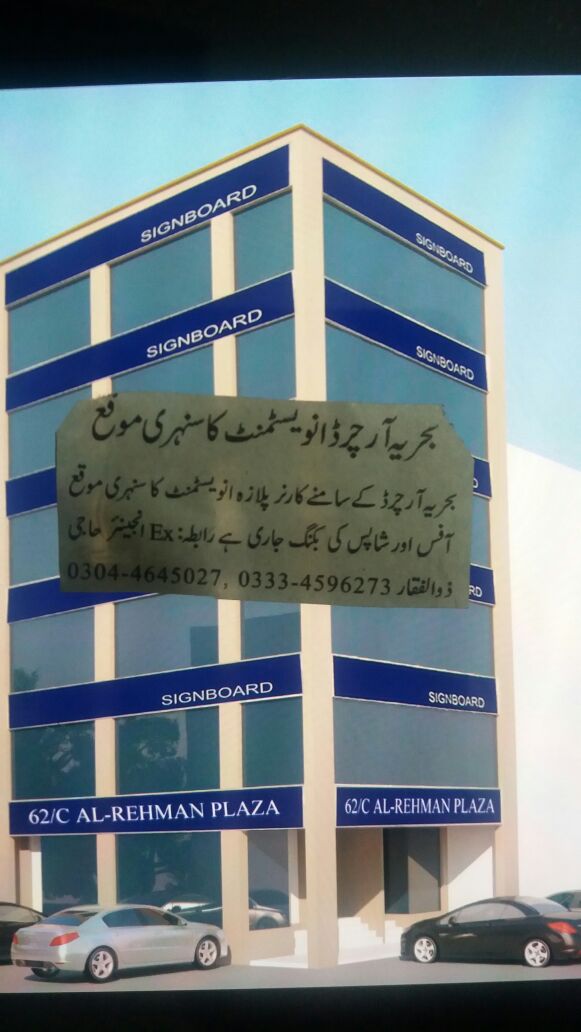 SIGNBOARD
SIGNBOARD
SIGNBOARD
SIGNBOARD
بحریہ آرچرڈ انویسٹمنٹ کا سنہری موقع
بحریہ آرچرڈ کے سامنے کارنر پلازہ انویسٹمنٹ کا سنہری موقع
آفس اور شاپس کی بکنگ جاری ہے رابطہ: Ex انجینئر حاجی
ذوالفقار 0333-4596273 ,0304-4645027
RD
SIGNBOARD
SIGNBOARD
62/C AL-REHMAN PLAZA
62/C AL-REHMAN PLAZA